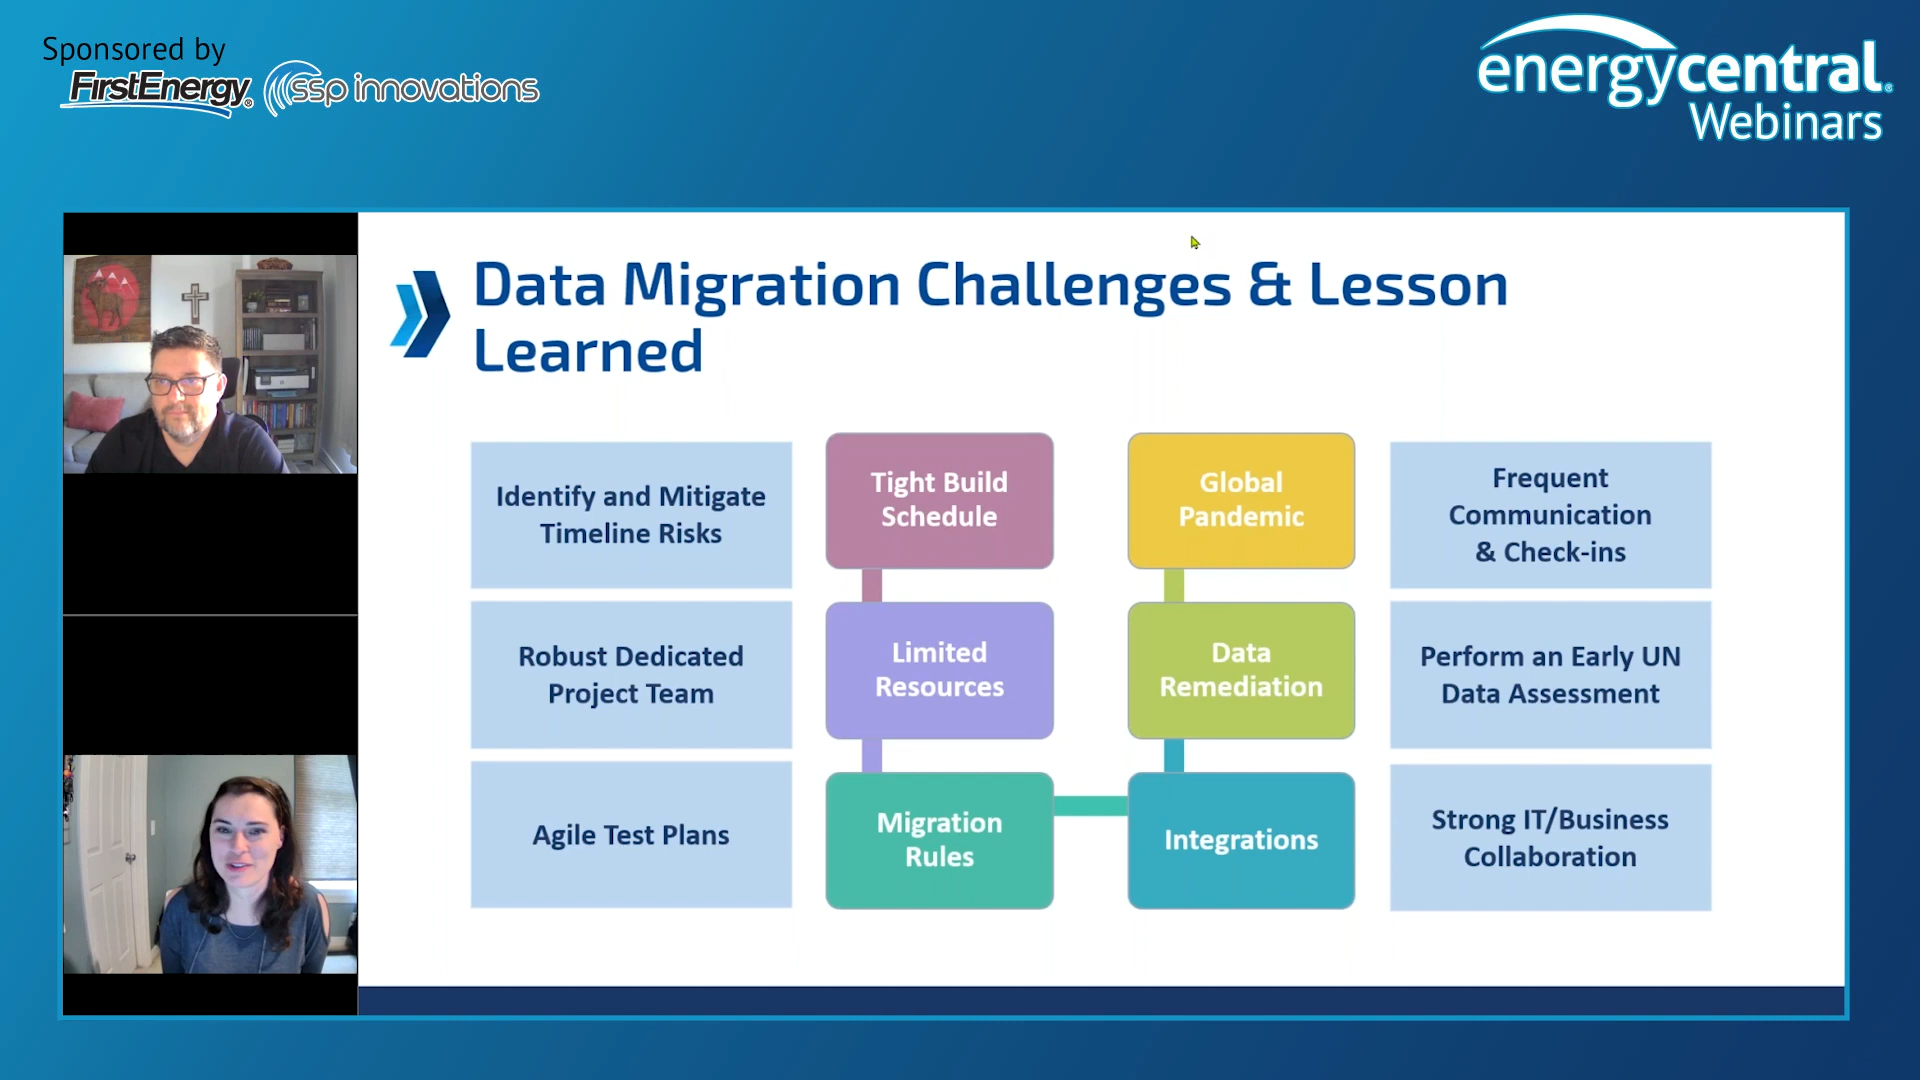 Sponsored by
FirstEnergy®
ssp innovations
energycentral®
Webinars
Data Migration Challenges & Lesson
Learned
Identify and Mitigate
Timeline Risks
Tight Build
Schedule
Global
Pandemic
Frequent
Communication
& Check-ins
Robust Dedicated
Project Team
Limited
Resources
Data
Remediation
Perform an Early UN
Data Assessment
Agile Test Plans
Migration
Rules
Integrations
Strong IT/Business
Collaboration